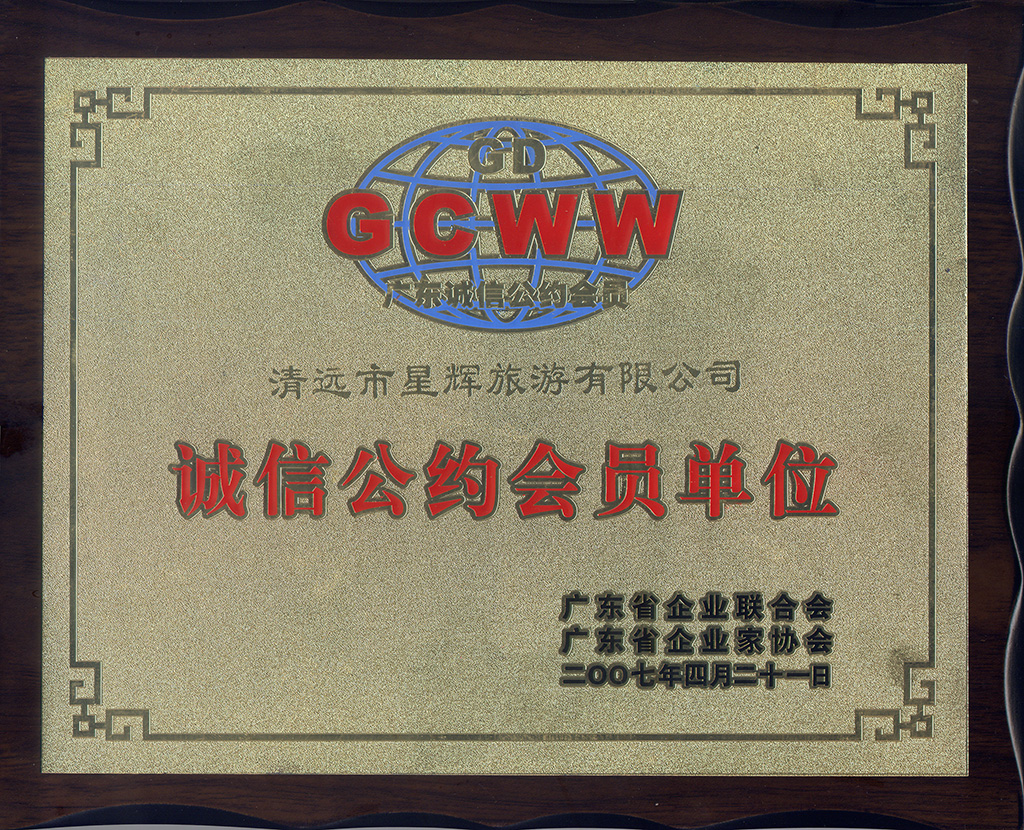 GD
GCWW
广东诚信公约会员
清远市星辉旅游有限公司
诚信公约会员单位
广东省企业联合会
广东省企业家协会
二OO七年四月二十一日